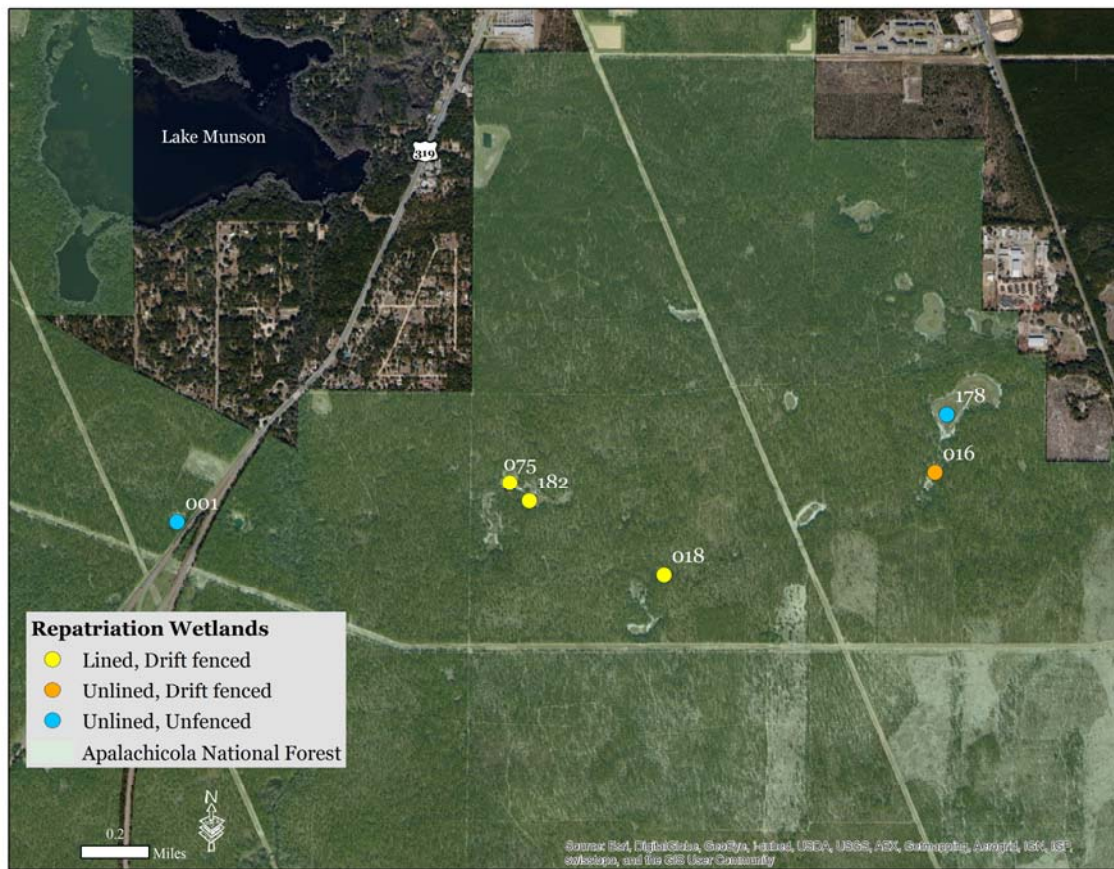 Lake Munson
319
178
016
075
182
001
018
Repatriation Wetlands
Lined, Drift fenced
Unlined, Drift fenced
Unlined, Unfenced
Apalachicola National Forest
N
0.2
Miles
Source: Esri, DigitalGlobe, GeoEye, i-cubed, USDA, USGS, AEX, Getmapping, Aerogrid, IGN, IGP,
swisstopo, and the GIS User Community